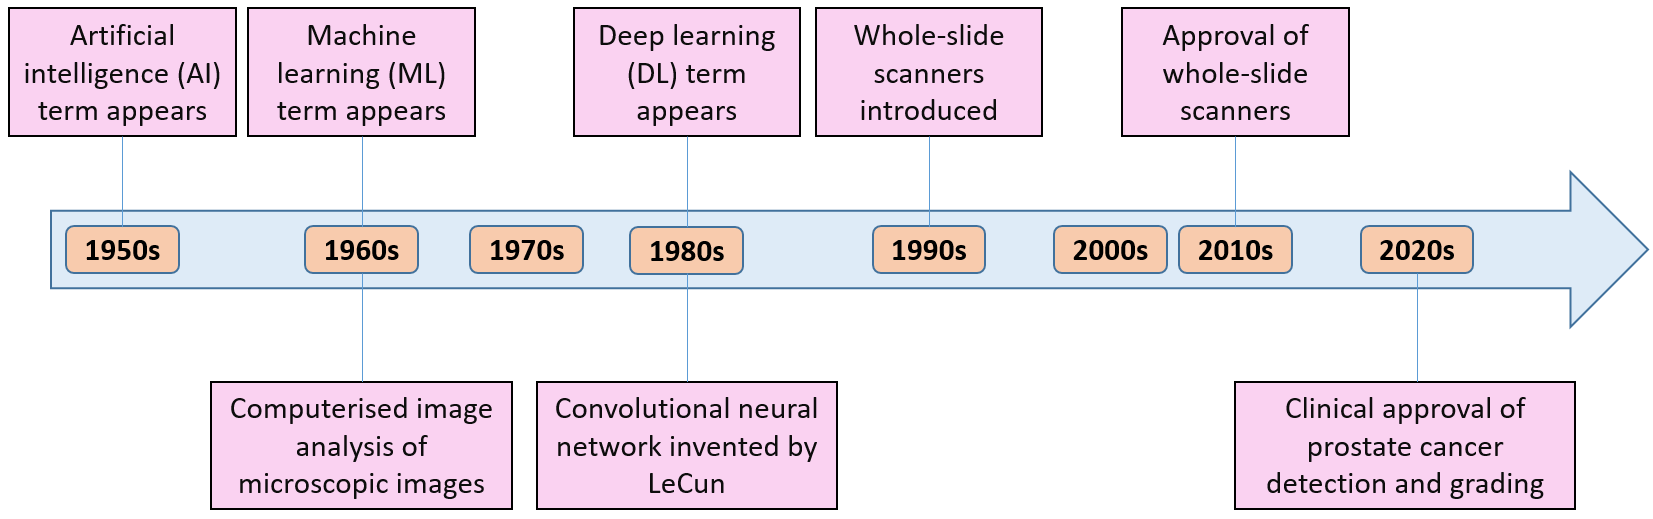 Artificial
intelligence (AI)
term appears
Machine
learning (ML)
term appears
Deep learning
(DL) term
appears
Whole-slide
scanners
introduced
Approval of
whole-slide
scanners
1950s
1960s
1970s
1980s
1990s
2000s
2010s
2020s
Computerised image
analysis of
microscopic images
Convolutional neural
network invented by
LeCun
Clinical approval of
prostate cancer
detection and grading